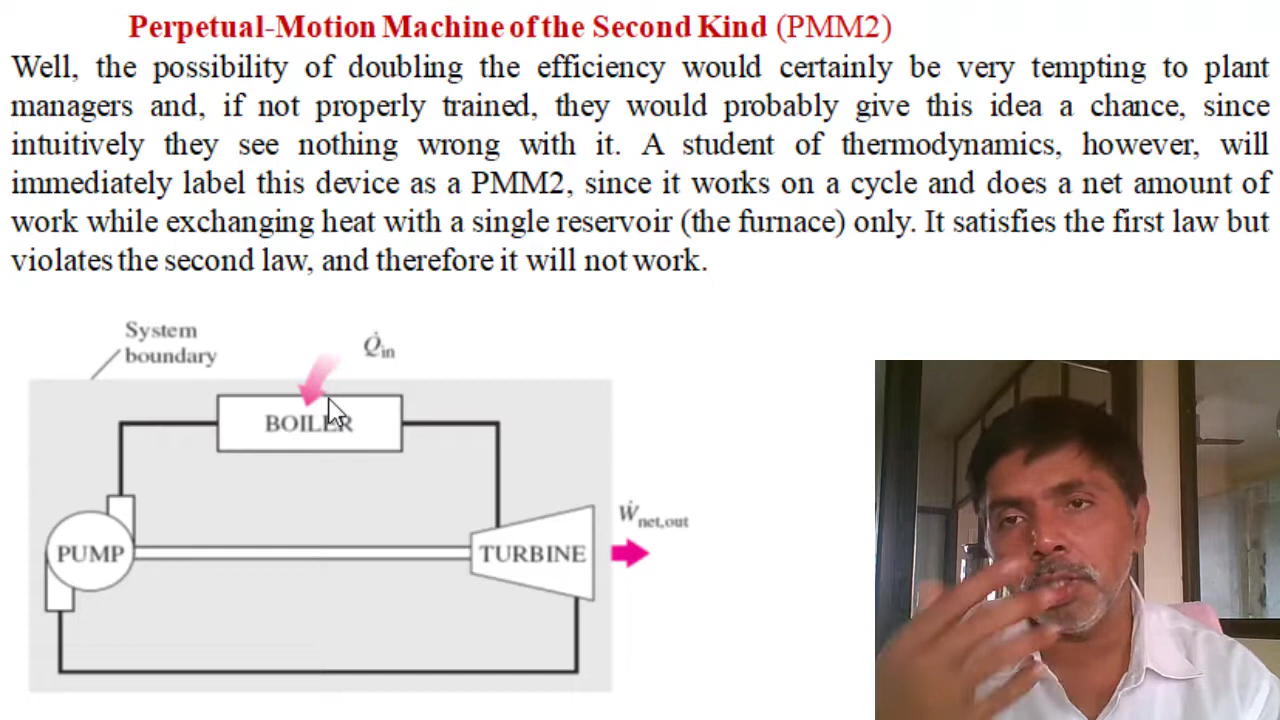 Perpetual-Motion Machine of the Second Kind (PMM2)
Well, the possibility of doubling the efficiency would certainly be very tempting to plant
managers and, if not properly trained, they would probably give this idea a chance, since
intuitively they see nothing wrong with it. A student of thermodynamics, however, will
immediately label this device as a PMM2, since it works on a cycle and does a net amount of
work while exchanging heat with a single reservoir (the furnace) only. It satisfies the first law but
violates the second law, and therefore it will not work.
System
boundary
Q̇in
BOILER
Ẇnet,out
PUMP
TURBINE